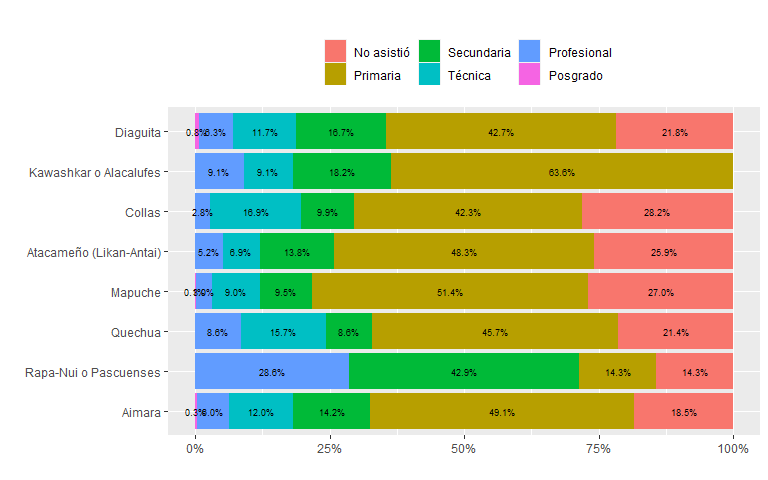 No asistió Secundaria Profesional
Primaria Técnica Posgrado
Diaguita 0.8% 6.3% 11.7% 16.7% 42.7% 21.8%
Kawashkar o Alacalufes 9.1% 9.1% 18.2% 63.6%
Collas 2.8% 16.9% 9.9% 42.3% 28.2%
Atacameño (Likan-Antai) 5.2% 6.9% 13.8% 48.3% 25.9%
Mapuche 9.0% 9.5% 51.4% 27.0%
Quechua 8.6% 15.7% 8.6% 45.7% 21.4%
Rapa-Nui o Pascuenses 28.6% 42.9% 14.3% 14.3%
Aimara 0.3% 6.0% 12.0% 14.2% 49.1% 18.5%
0% 25% 50% 75% 100%